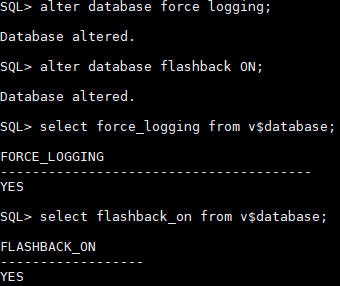 SQL> alter database force logging;
Database altered.
SQL> alter database flashback ON;
Database altered.
SQL> select force_logging from v$database;
FORCE_LOGGING
---------------------------------------
YES
SQL> select flashback_on from v$database;
FLASHBACK_ON
------------------
YES